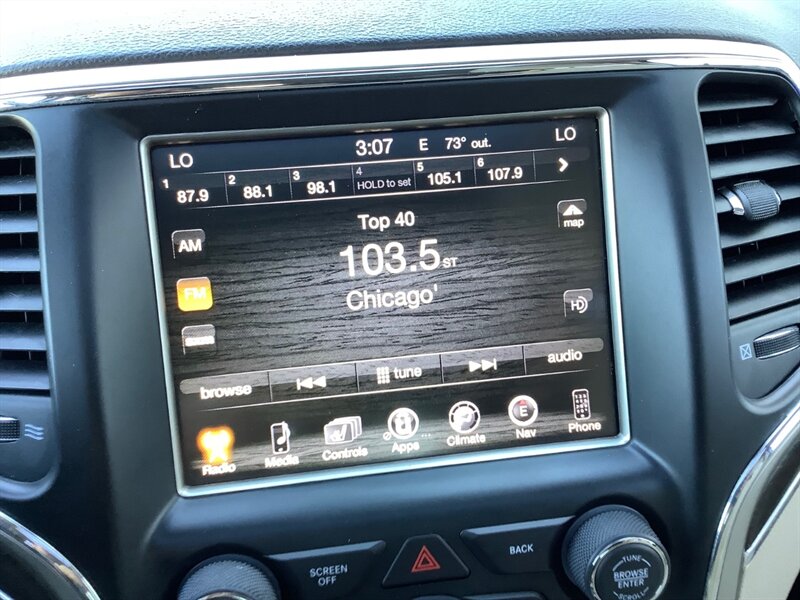 LO 3:07 E 73° out. LO
1 87.9 2 88.1 3 98.1 4 HOLD to set 5 105.1 6 107.9
Top 40
map
AM
103.5 ST
FM
Chicago'
HD
browse tune audio
Radio Media Controls Apps ... Climate E Nav Phone
SCREEN OFF
BACK
TUNE
BROWSE
ENTER
SCROLL